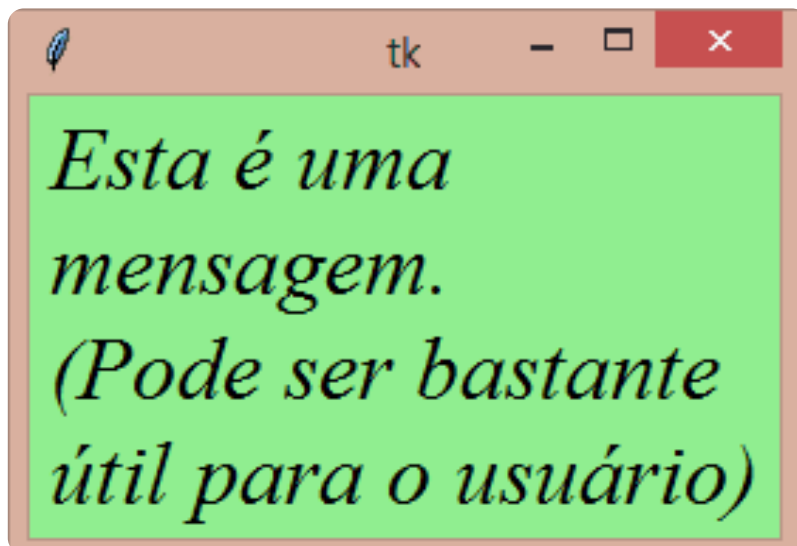 tk
Esta é uma
mensagem.
(Pode ser bastante
útil para o usuário)